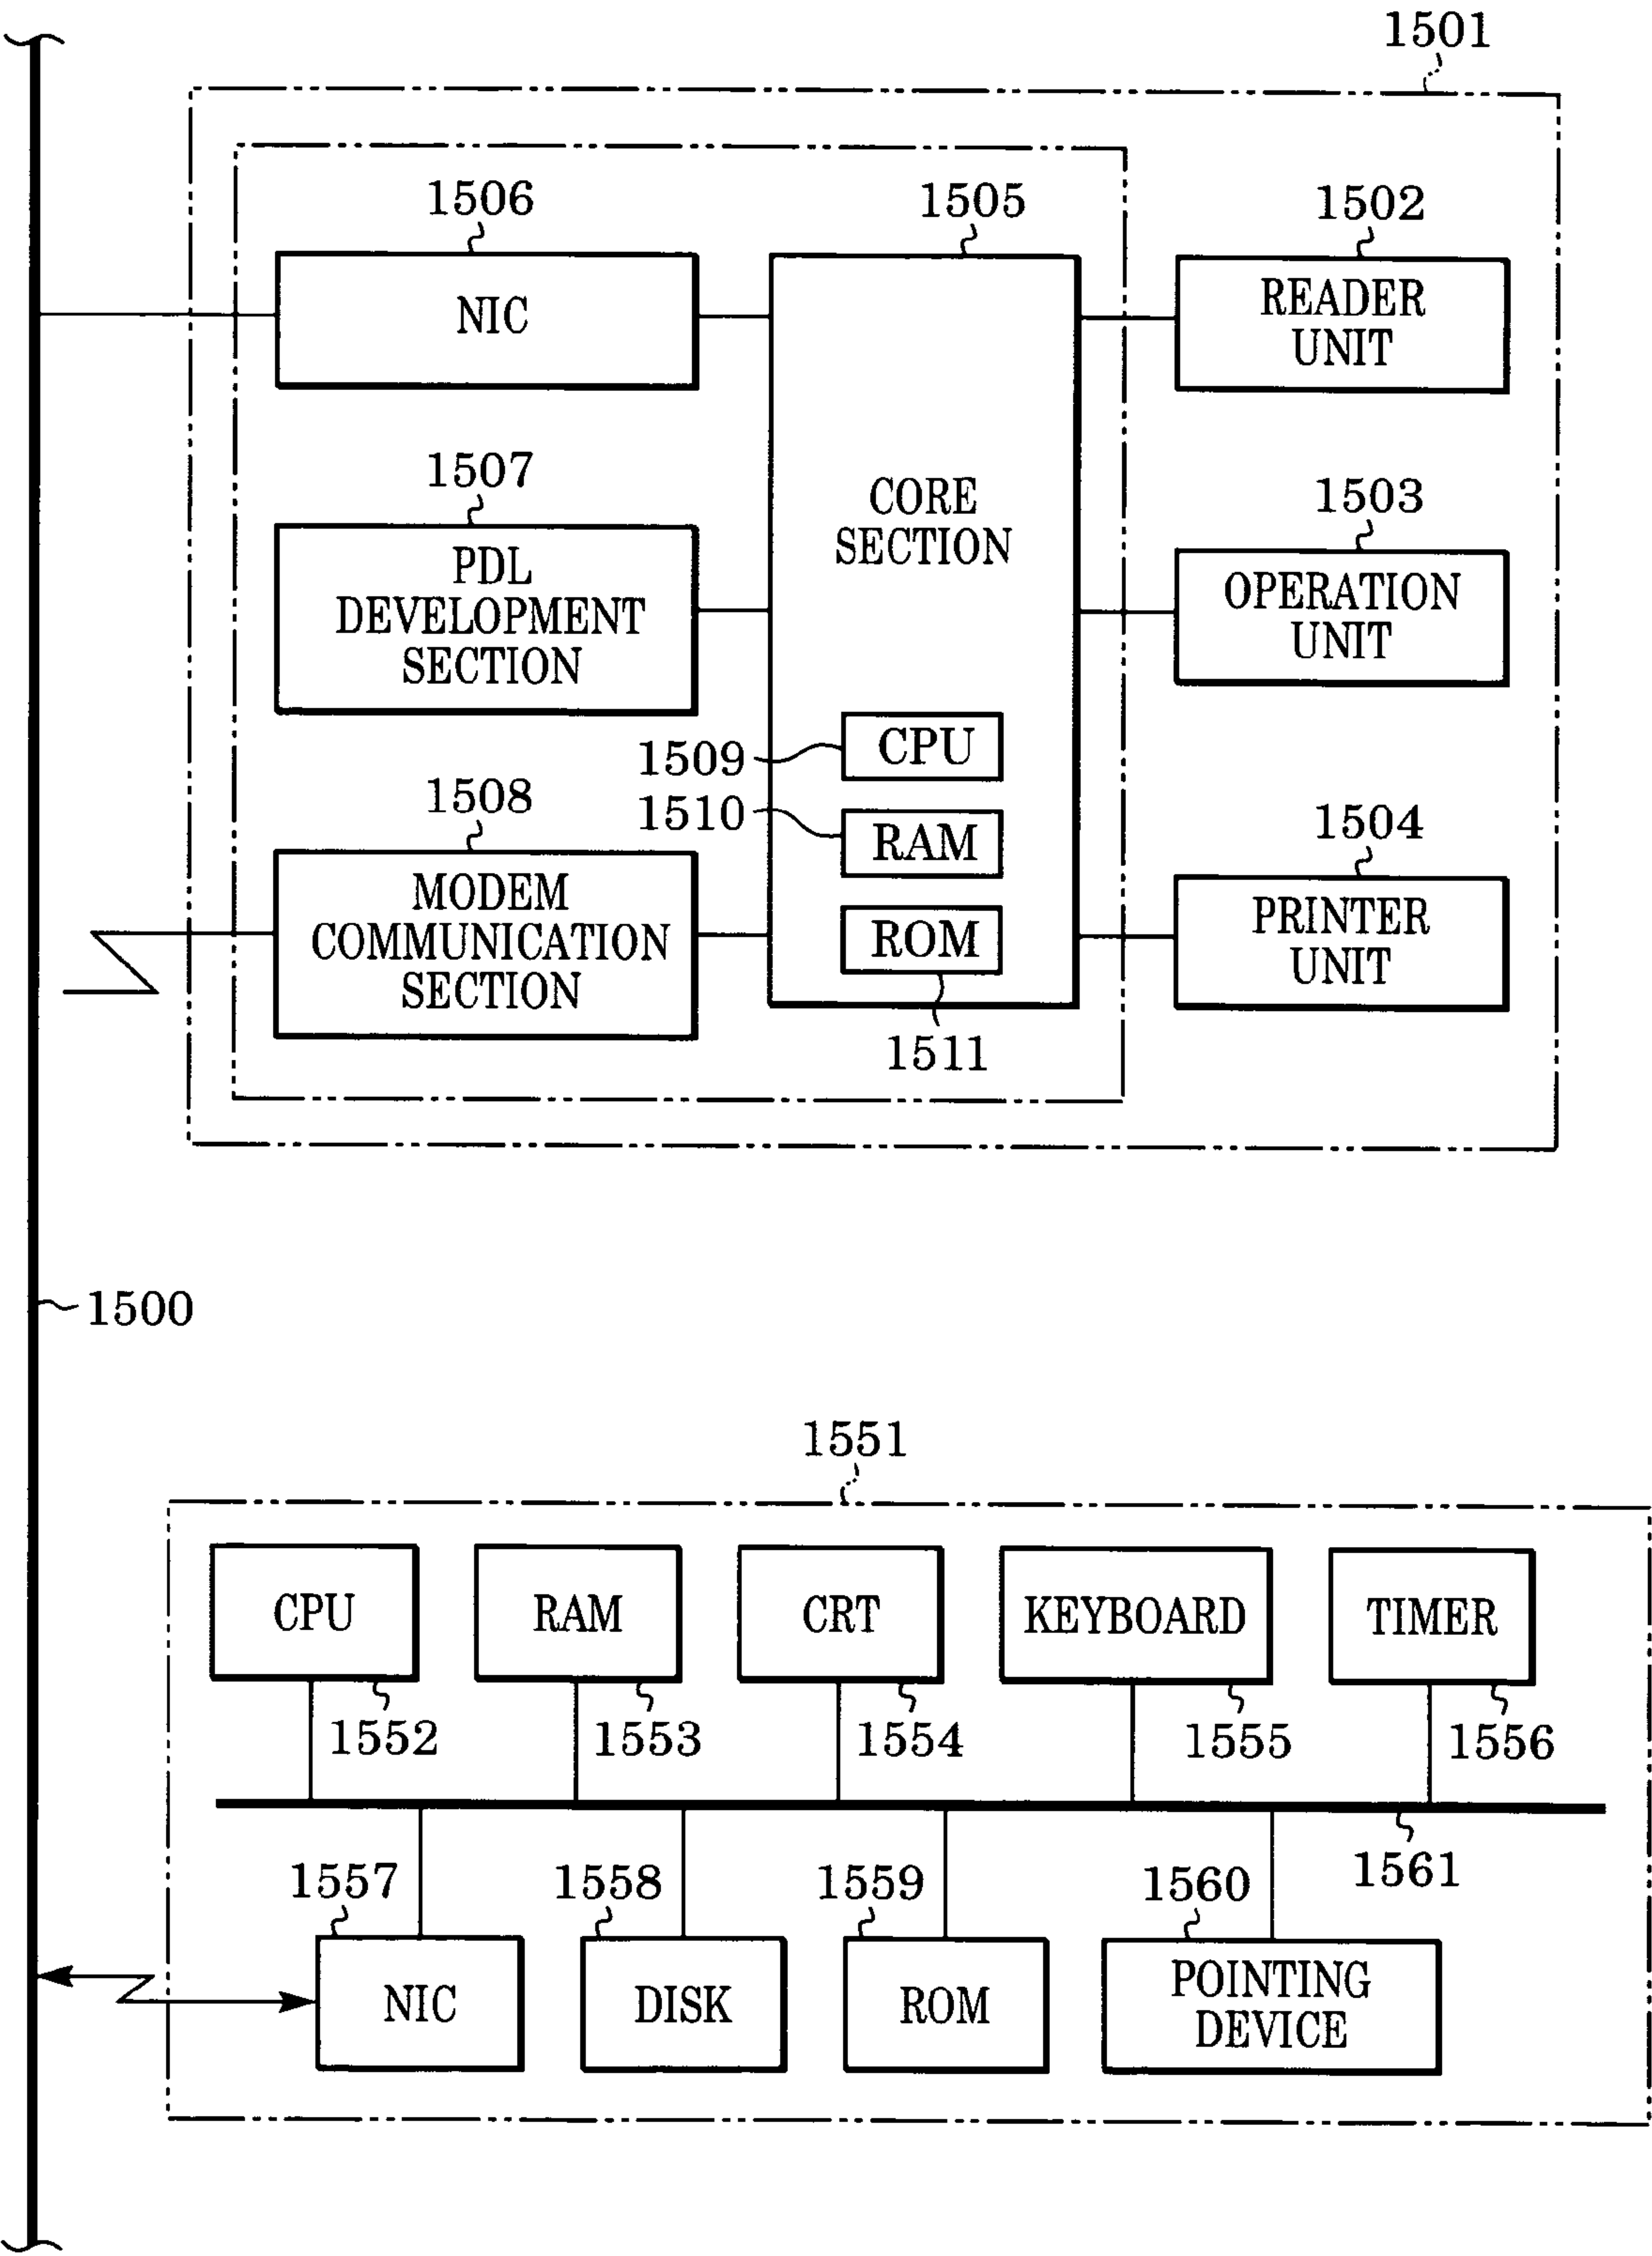 1501
1506
1505
1502
NIC
READER
UNIT
1507
CORE
SECTION
1503
PDL
DEVELOPMENT
SECTION
OPERATION
UNIT
1509
CPU
1508
1510
RAM
1504
MODEM
COMMUNICATION
SECTION
ROM
PRINTER
UNIT
1511
1500
1551
CPU
RAM
CRT
KEYBOARD
TIMER
1552
1553
1554
1555
1556
1557
1558
1559
1560
1561
NIC
DISK
ROM
POINTING
DEVICE